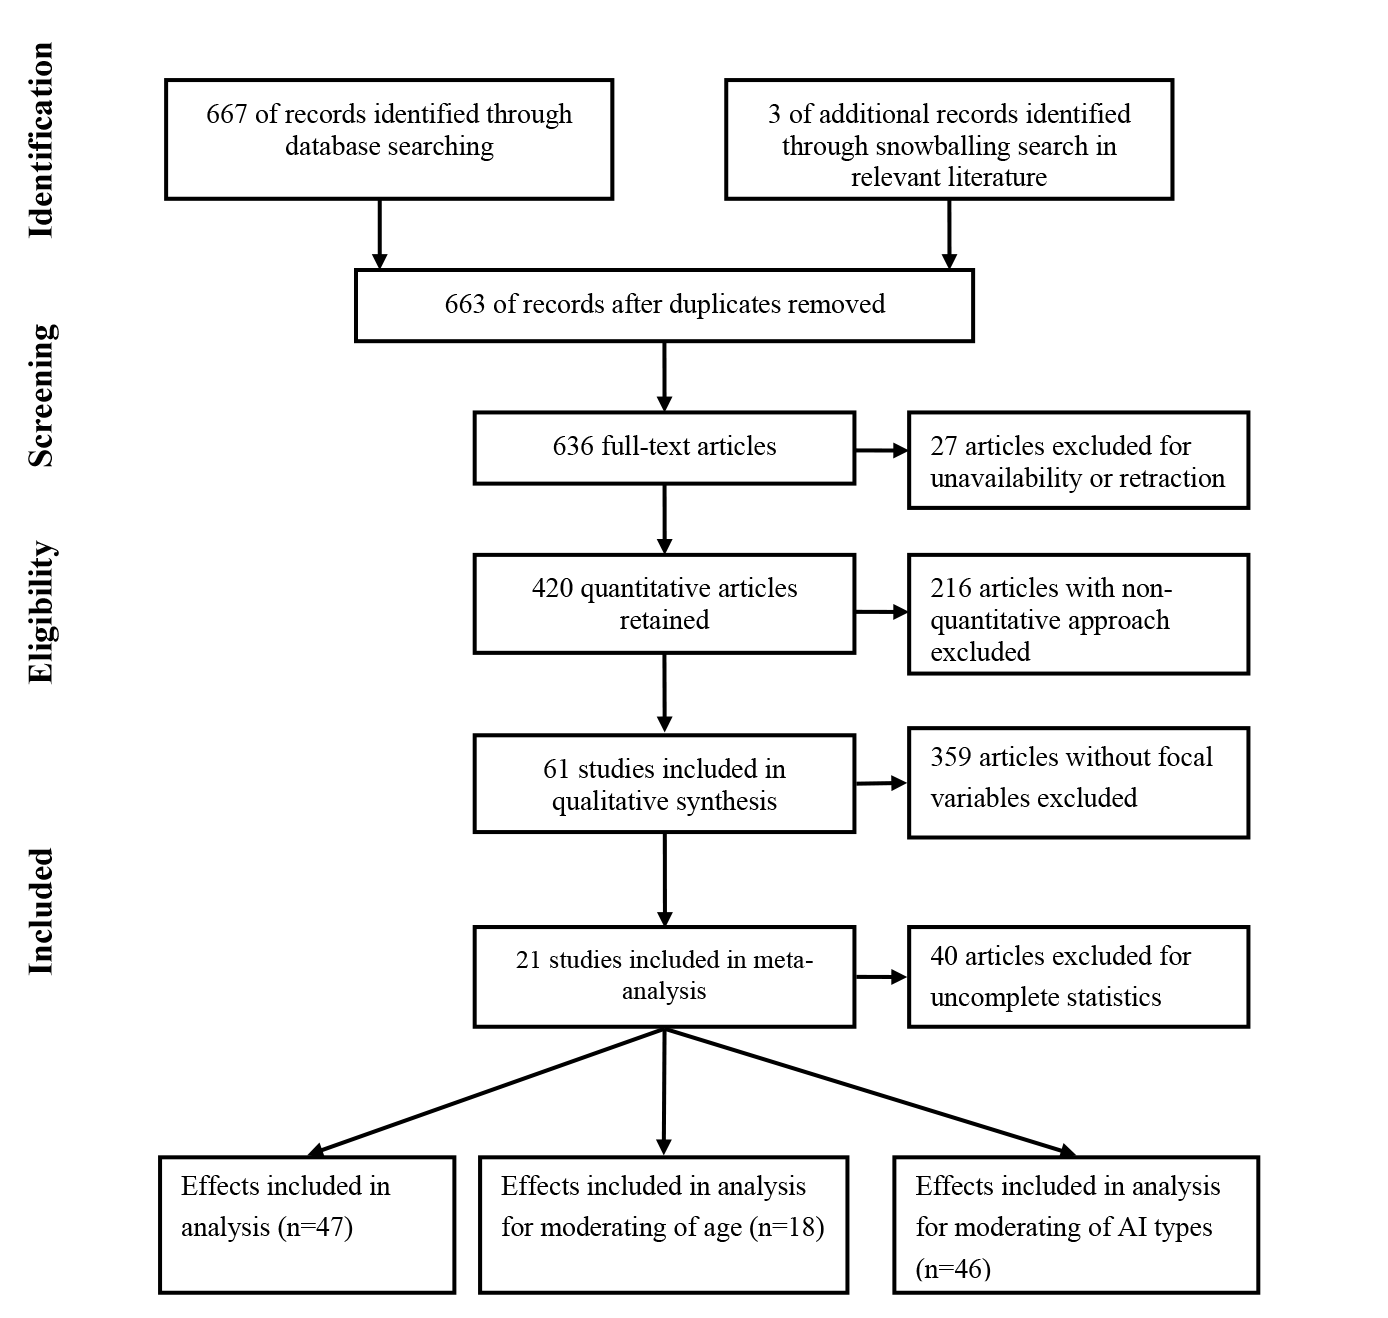 Identification
667 of records identified through
database searching
3 of additional records identified
through snowballing search in
relevant literature
663 of records after duplicates removed
Screening
636 full-text articles
27 articles excluded for
unavailability or retraction
Eligibility
420 quantitative articles
retained
216 articles with non-
quantitative approach
excluded
61 studies included in
qualitative synthesis
359 articles without focal
variables excluded
Included
21 studies included in meta-
analysis
40 articles excluded for
uncomplete statistics
Effects included in
analysis (n=47)
Effects included in analysis
for moderating of age (n=18)
Effects included in analysis
for moderating of AI types
(n=46)